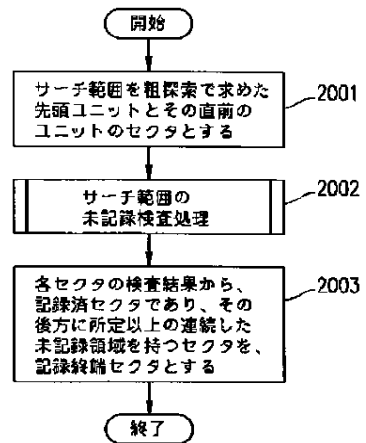 開始
サーチ範囲を粗探索で求めた
先頭ユニットとその直前の
ユニットのセクタとする
2001
サーチ範囲の
未記録検査処理
2002
各セクタの検査結果から、
記録済セクタであり、その
後方に所定以上の連続した
未記録領域を持つセクタを、
記録終端セクタとする
2003
終了